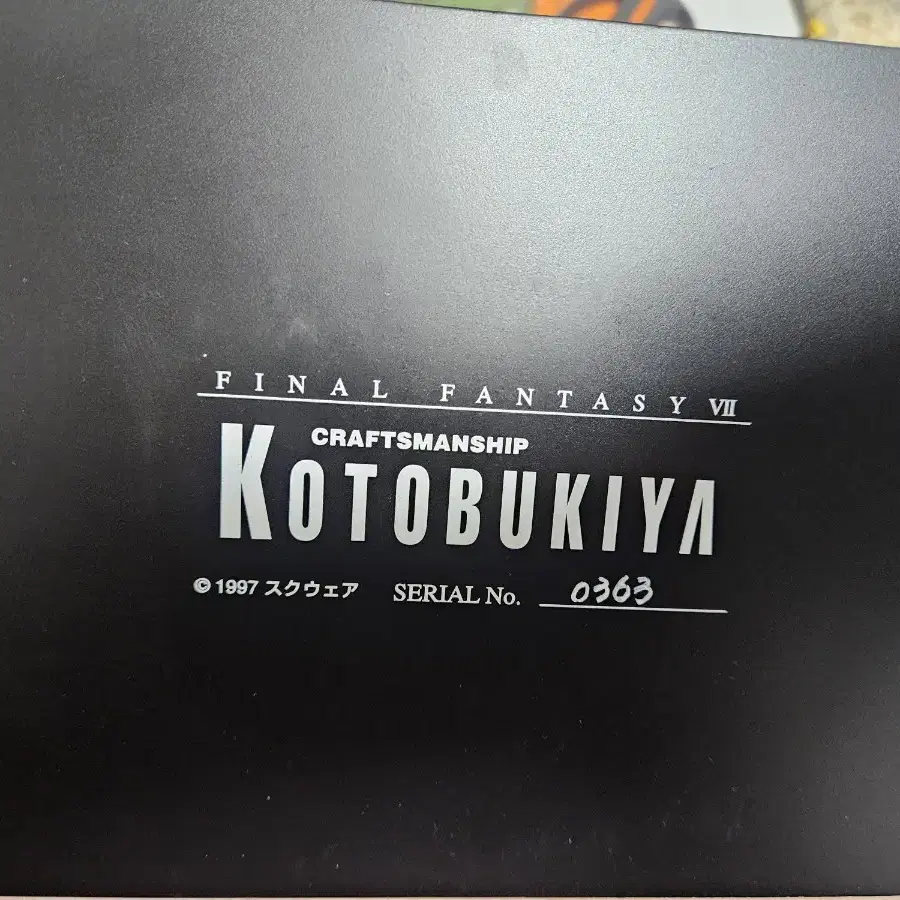 FINAL FANTASY VII
CRAFTSMANSHIP
KOTOBUKIYA
© 1997 スクウェア SERIAL No. 0363